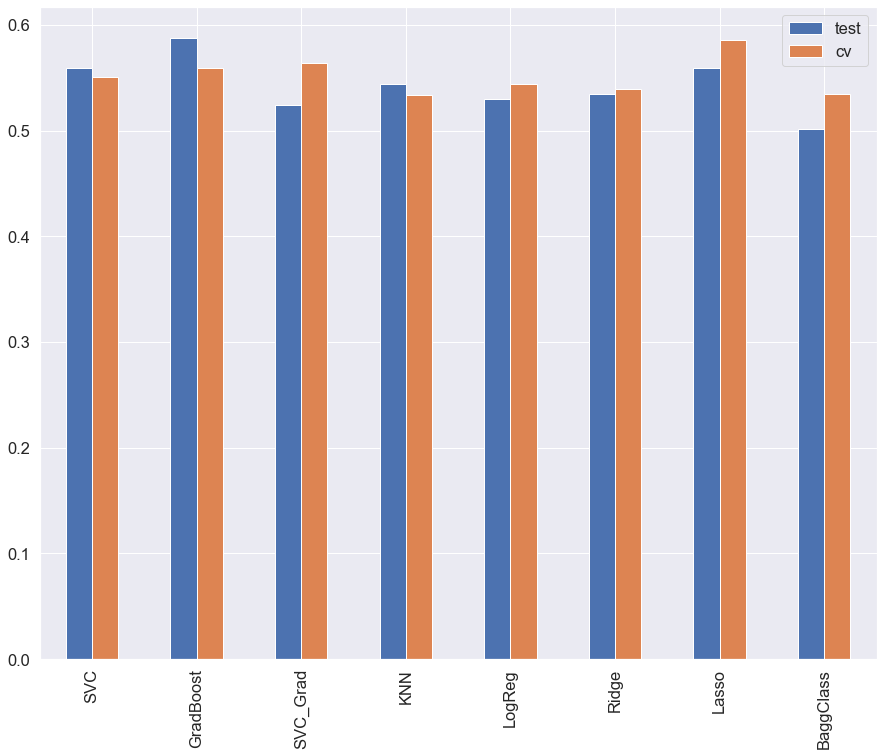 0.6
0.5
0.4
0.3
0.2
0.1
0.0
test
cv
SVC
GradBoost
SVC_Grad
KNN
LogReg
Ridge
Lasso
BaggClass